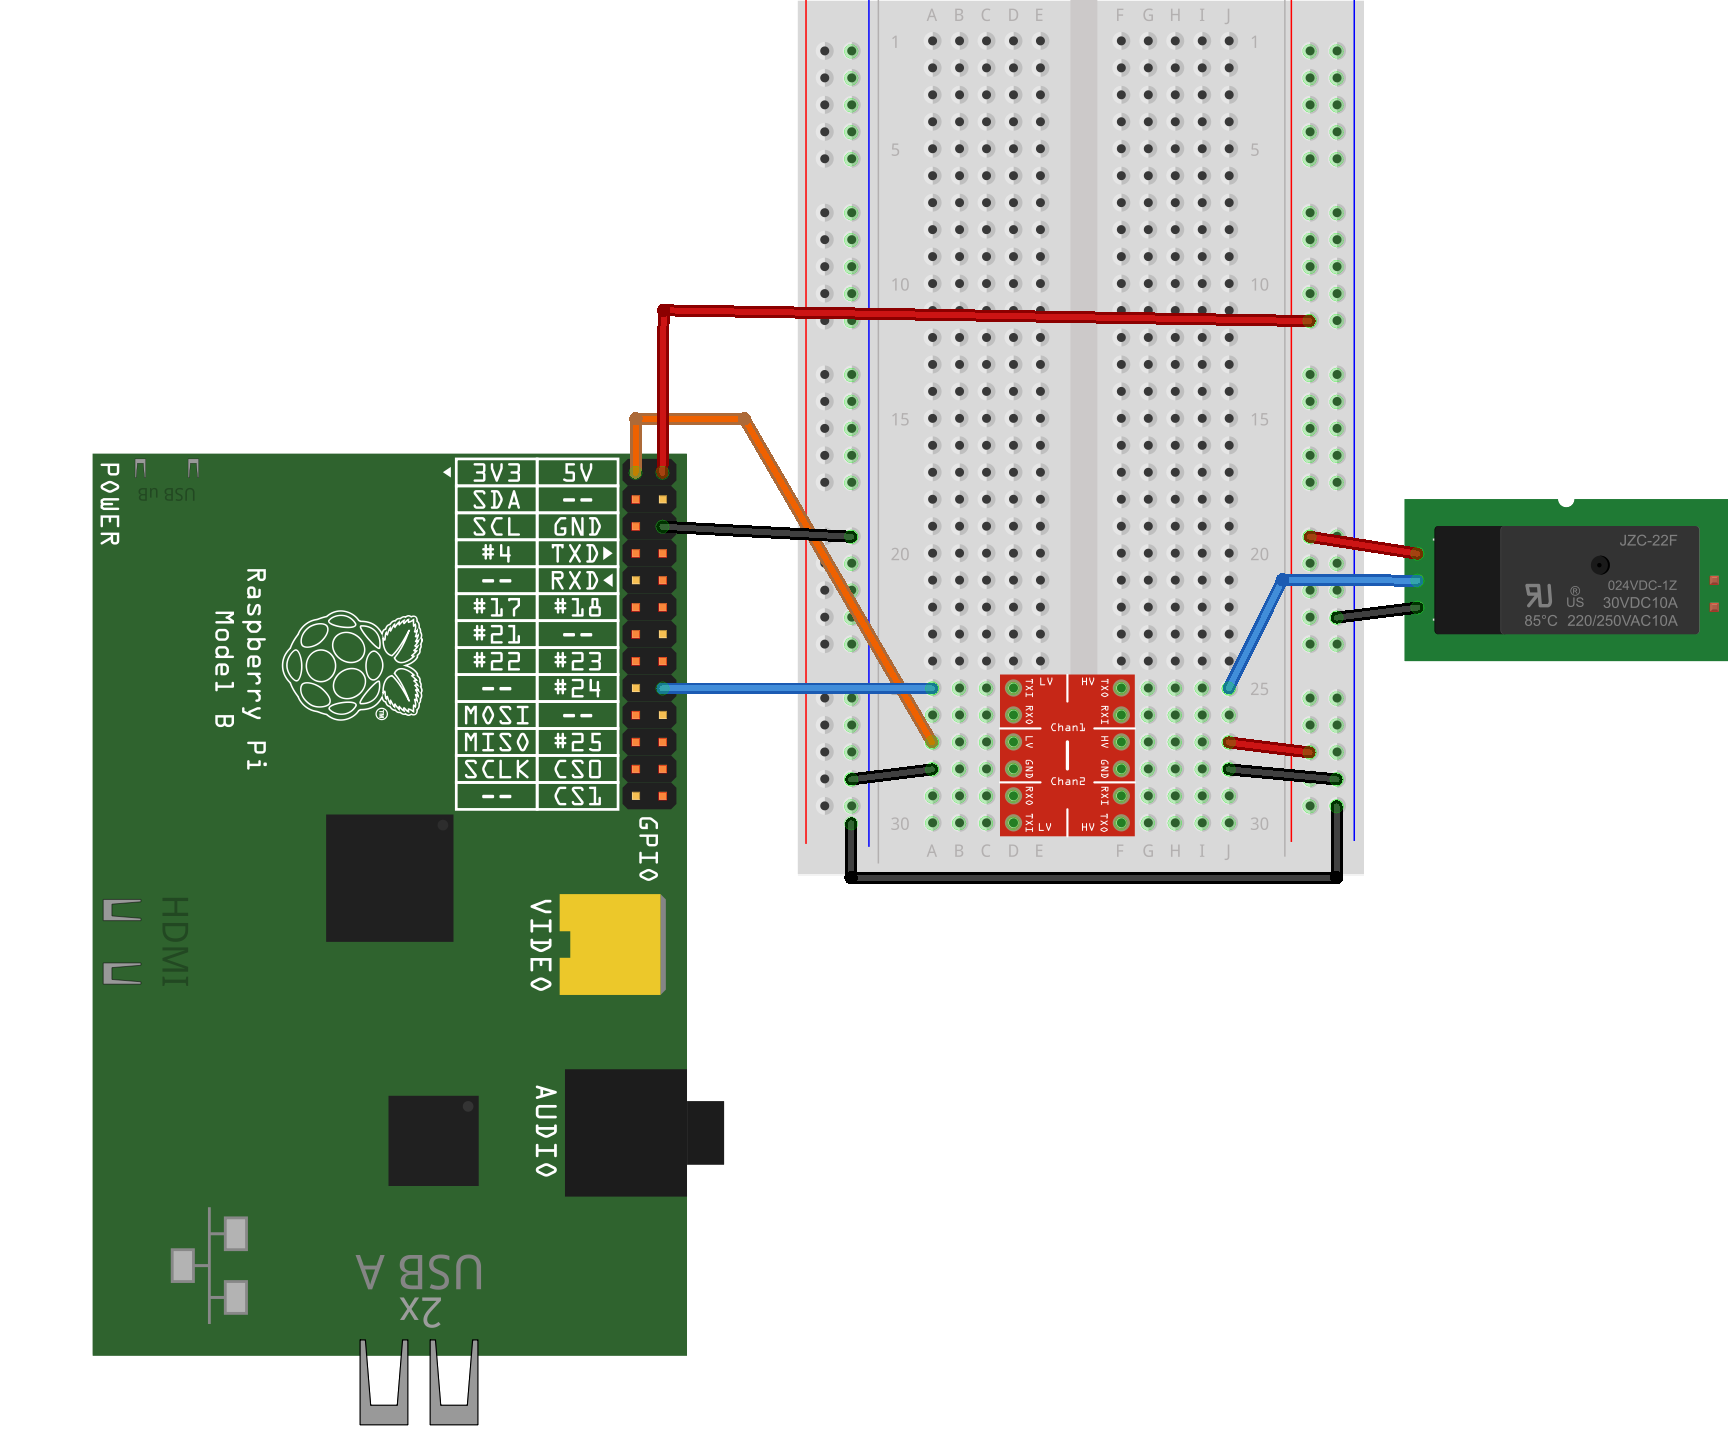 A B C D E F G H I J
1 1
5 5
10 10
15 15
20 20
25
30 30
A B C D E F G H I J
POWER
USB
Raspberry Pi
Model B
TM
3V3 5V
SDA --
SCL GND
#4 TXD
-- RXD
#17 #18
#21 --
#22 #23
-- #24
MOSI --
MISO #25
SCLK CS0
-- CS1
GPIO
HDMI
VIDEO
AUDIO
USB A
2x
TXI LV HV TXO
RXO RXI
Chan1
LV HV
GND GND
Chan2
RXO RXI
TXI LV HV TXO
JZC-22F
024VDC-1Z
® US 30VDC10A
85°C 220/250VAC10A